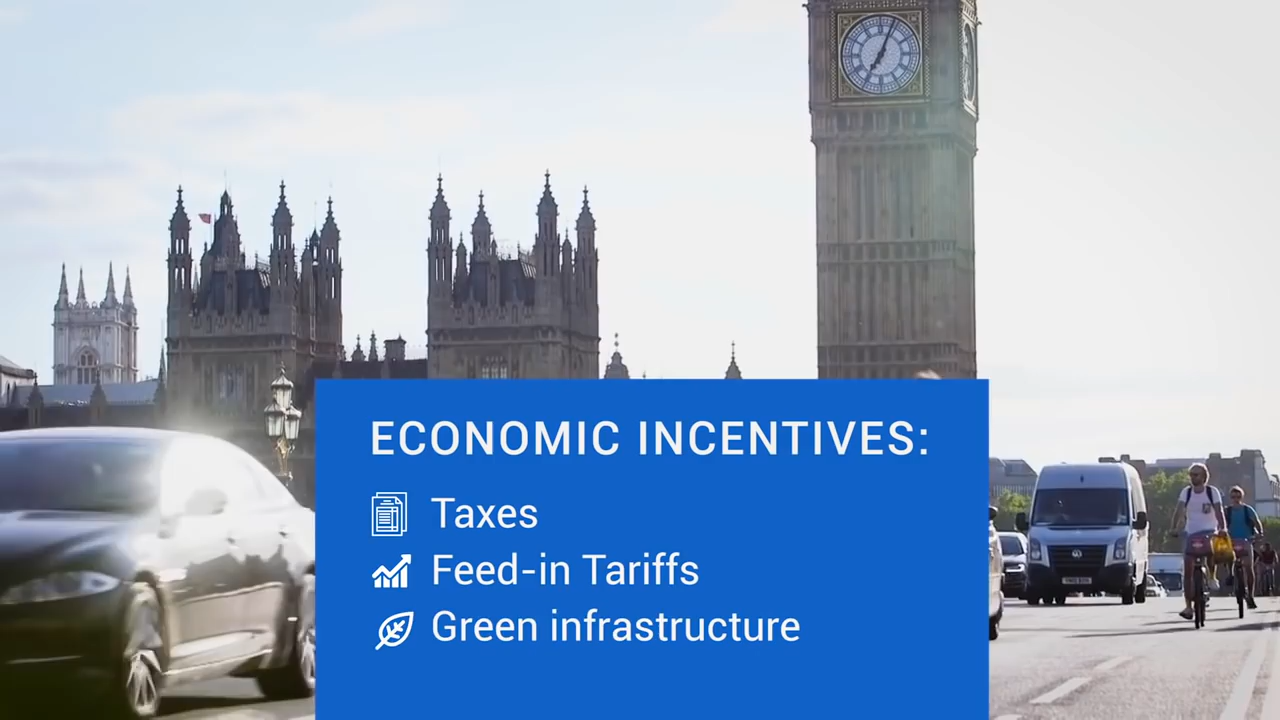 ECONOMIC INCENTIVES:
Taxes
Feed-in Tariffs
Green infrastructure